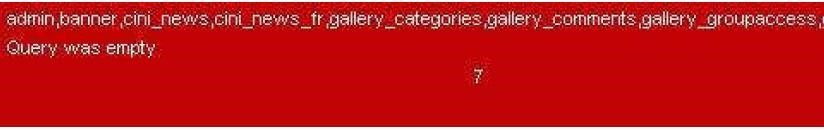 admin,banner,cini_news,cini_news_fr,gallery_categories,gallery_comments,gallery_groupaccess,
Query was empty
7